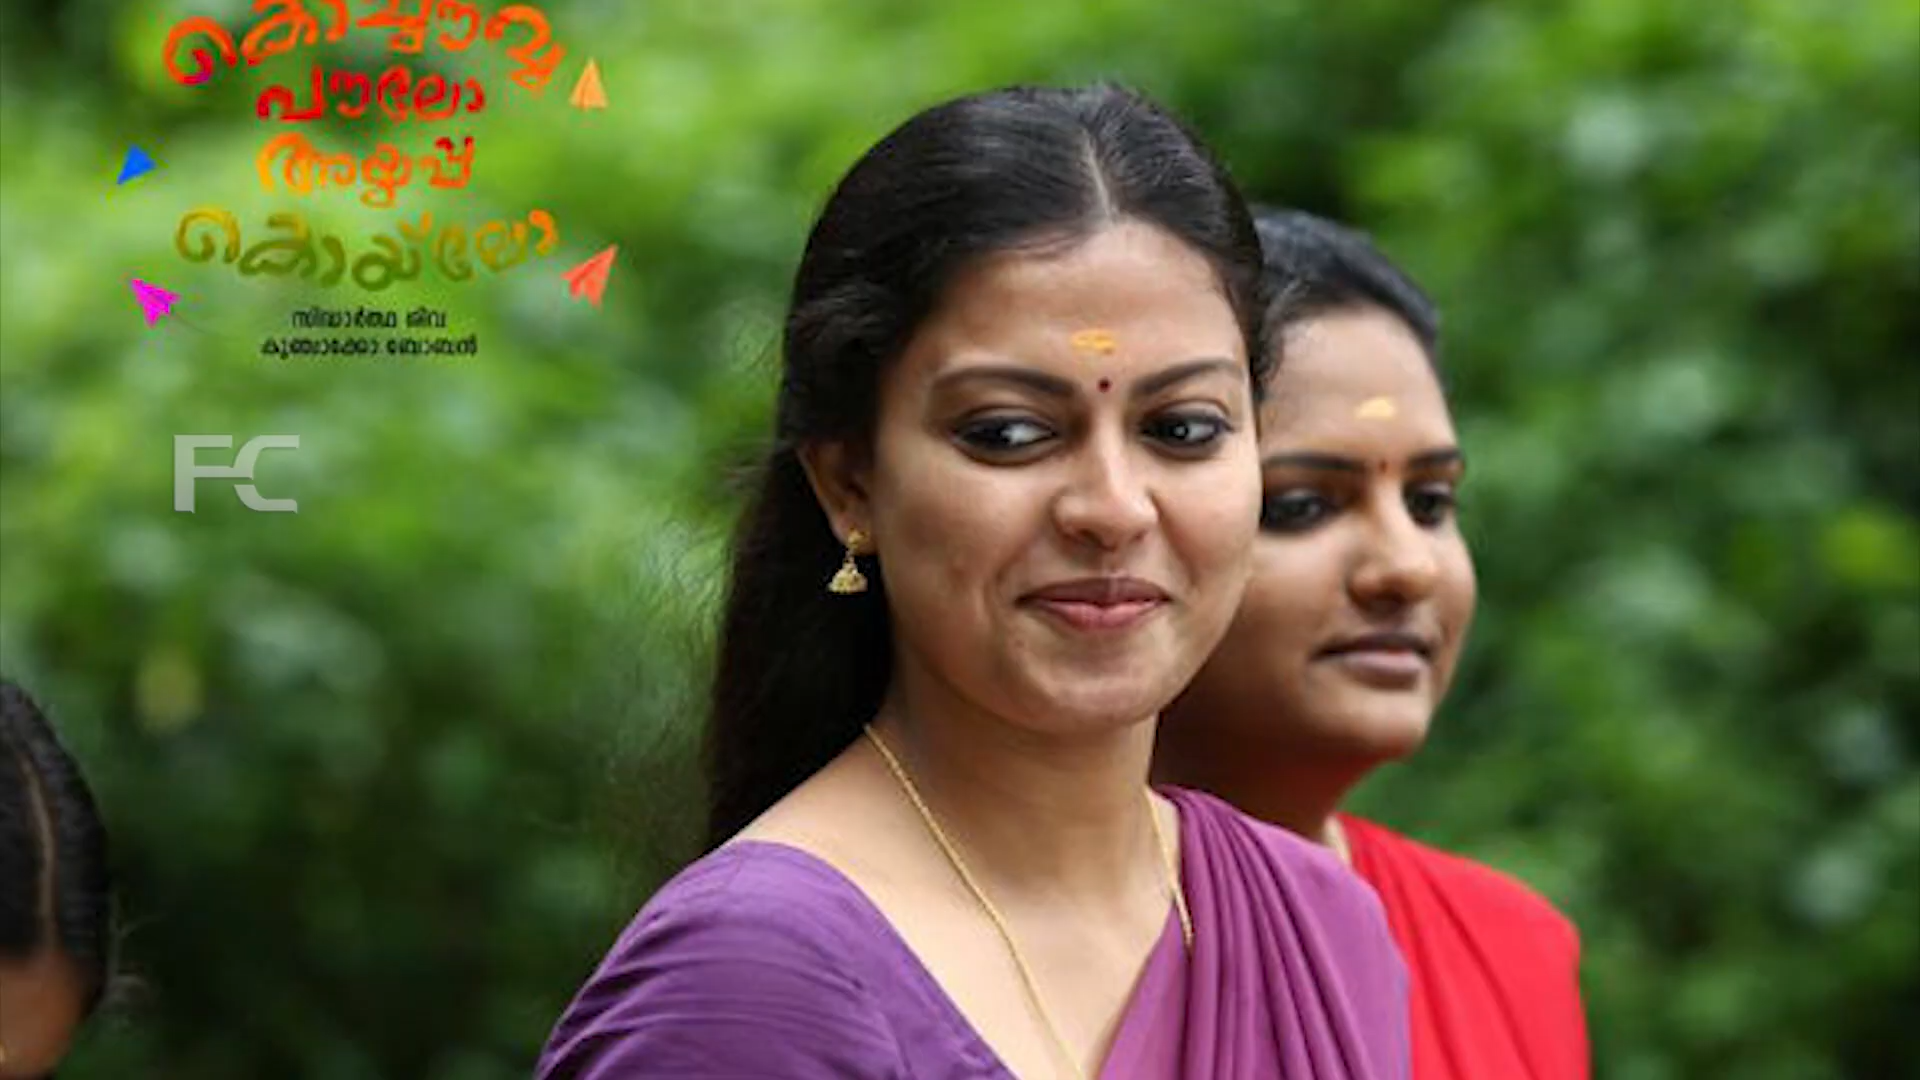 കൊച്ചൗവ്വ
പൗലോ
അയ്യപ്പ
കൊയ്‌ലോ
സിദ്ധാർത്ഥ ശിവ
കുഞ്ചാക്കോ ബോബൻ
FC